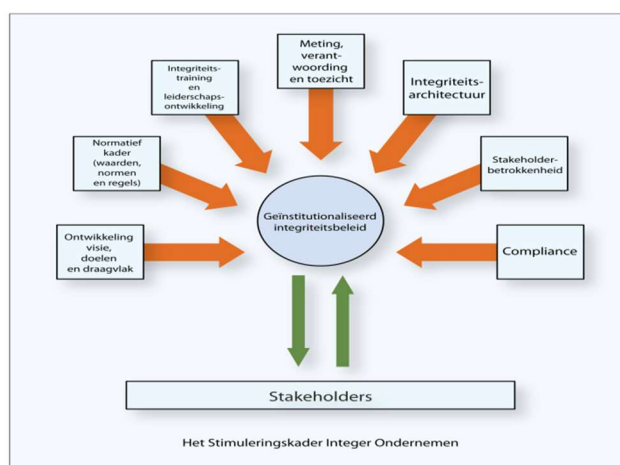 Meting,
verant-
woording
en toezicht
Integriteits-
training
en
leiderschaps-
ontwikkeling
Integriteits-
architectuur
Normatief
kader
(waarden,
normen
en regels)
Stakeholder-
betrokkenheid
Geïnstitutionaliseerd
integriteitsbeleid
Ontwikkeling
visie,
doelen
en draagvlak
Compliance
Stakeholders
Het Stimuleringskader Integer Ondernemen